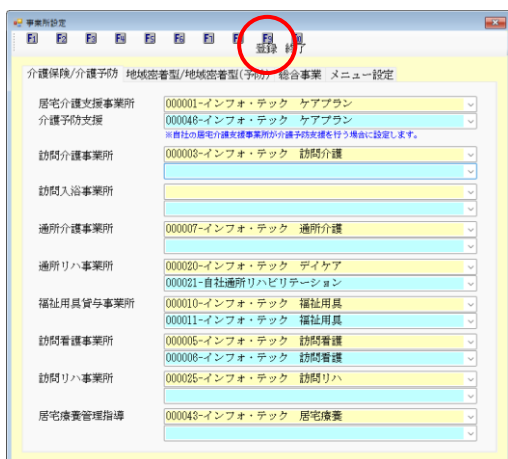 事業所設定
F1 F2 F3 F4 F5 F6 F7 F8 F9
登録 終了
介護保険/介護予防 地域密着型/地域密着型(予防) 総合事業 メニュー設定
居宅介護支援事業所 000001-インフォ・テック ケアプラン
介護予防支援 000046-インフォ・テック ケアプラン
※自社の居宅介護支援事業所が介護予防支援を行う場合に設定します。
訪問介護事業所 000003-インフォ・テック 訪問介護
訪問入浴事業所
通所介護事業所 000007-インフォ・テック 通所介護
通所リハ事業所 000020-インフォ・テック デイケア
000021-自社通所リハビリテーション
福祉用具貸与事業所 000010-インフォ・テック 福祉用具
000011-インフォ・テック 福祉用具
訪問看護事業所 000005-インフォ・テック 訪問看護
000006-インフォ・テック 訪問看護
訪問リハ事業所 000025-インフォ・テック 訪問リハ
居宅療養管理指導 000043-インフォ・テック 居宅療養